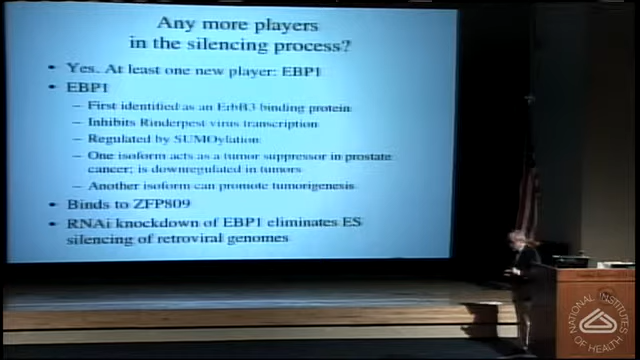 Any more players
in the silencing process?
• Yes. At least one new player: EBP1
• EBP1
– First identified as an ErbB3 binding protein
– Inhibits Rinderpest virus transcription
– Regulated by SUMOylation
– One isoform acts as a tumor suppressor in prostate
cancer; is downregulated in tumors
– Another isoform can promote tumorigenesis
• Binds to ZFP809
• RNAi knockdown of EBP1 eliminates ES
silencing of retroviral genomes
NATIONAL INSTITUTES
OF HEALTH